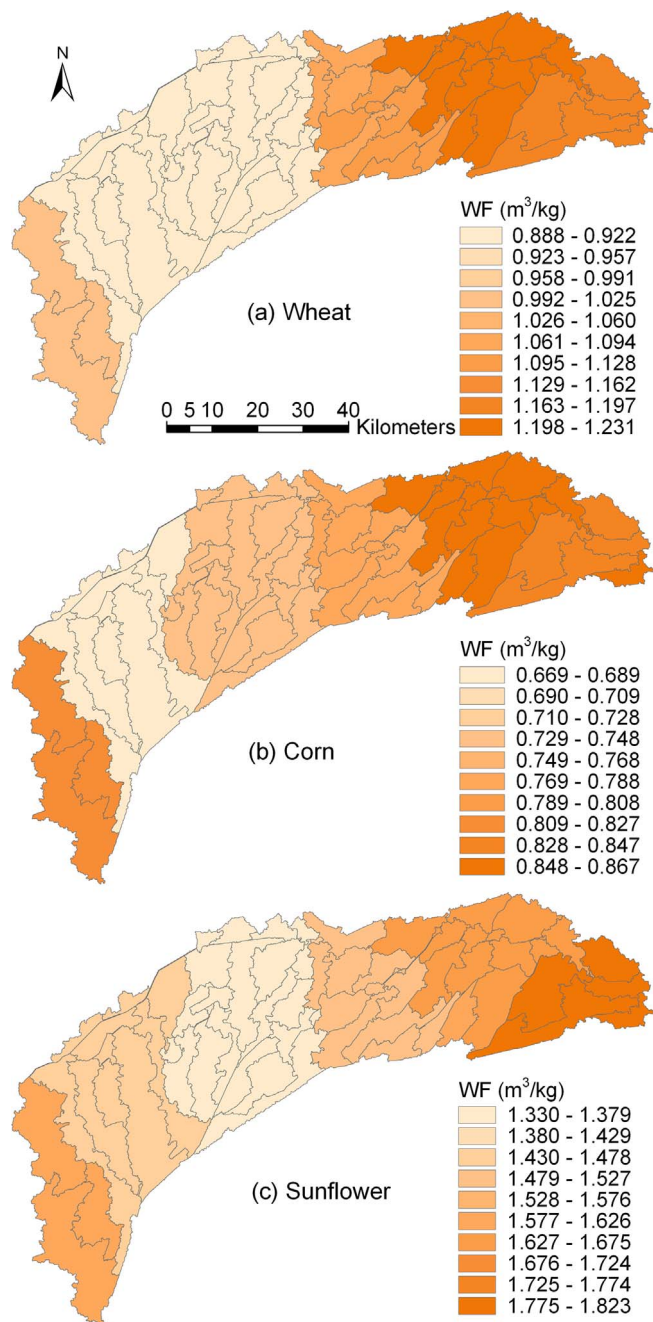 N
WF (m³/kg)
0.888 - 0.922
0.923 - 0.957
0.958 - 0.991
0.992 - 1.025
1.026 - 1.060
1.061 - 1.094
1.095 - 1.128
1.129 - 1.162
1.163 - 1.197
1.198 - 1.231
(a) Wheat
0 5 10 20 30 40
Kilometers
WF (m³/kg)
0.669 - 0.689
0.690 - 0.709
0.710 - 0.728
0.729 - 0.748
0.749 - 0.768
0.769 - 0.788
0.789 - 0.808
0.809 - 0.827
0.828 - 0.847
0.848 - 0.867
(b) Corn
WF (m³/kg)
1.330 - 1.379
1.380 - 1.429
1.430 - 1.478
1.479 - 1.527
1.528 - 1.576
1.577 - 1.626
1.627 - 1.675
1.676 - 1.724
1.725 - 1.774
1.775 - 1.823
(c) Sunflower